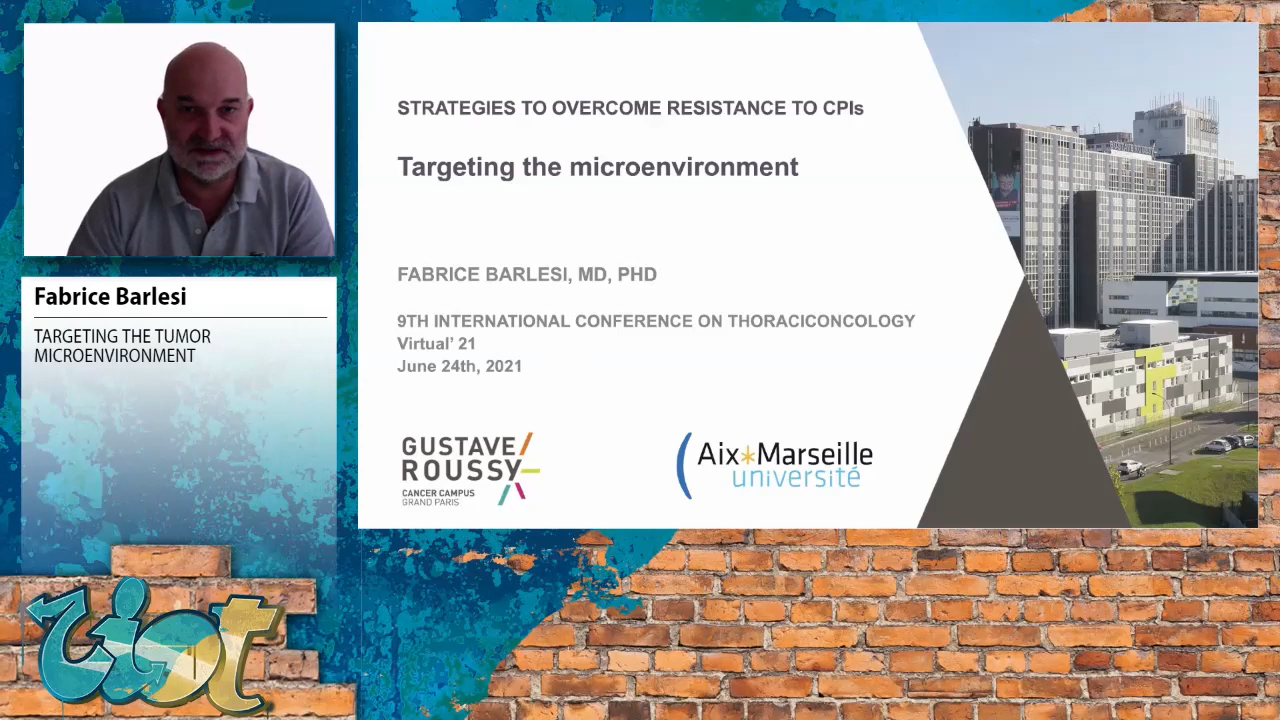 Fabrice Barlesi
TARGETING THE TUMOR
MICROENVIRONMENT
STRATEGIES TO OVERCOME RESISTANCE TO CPIs
Targeting the microenvironment
FABRICE BARLESI, MD, PHD
9TH INTERNATIONAL CONFERENCE ON THORACICONCOLOGY
Virtual' 21
June 24th, 2021
GUSTAVE/
ROUSSY
CANCER CAMPUS
GRAND PARIS
Aix*Marseille
université